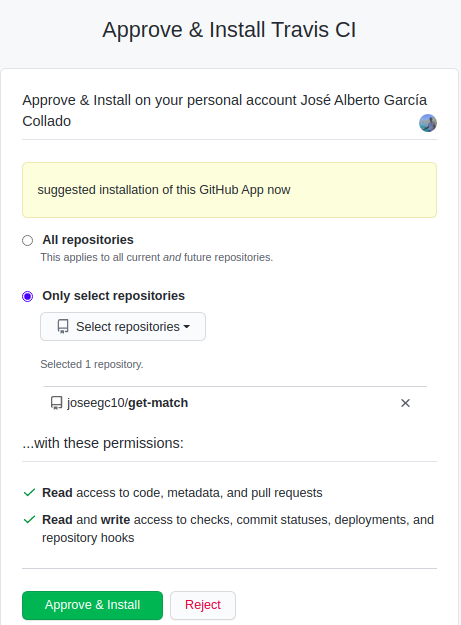 Approve & Install Travis CI
Approve & Install on your personal account José Alberto García
Collado
suggested installation of this GitHub App now
All repositories
This applies to all current and future repositories.
Only select repositories
Select repositories
Selected 1 repository.
joseegc10/get-match
...with these permissions:
Read access to code, metadata, and pull requests
Read and write access to checks, commit statuses, deployments, and
repository hooks
Approve & Install
Reject